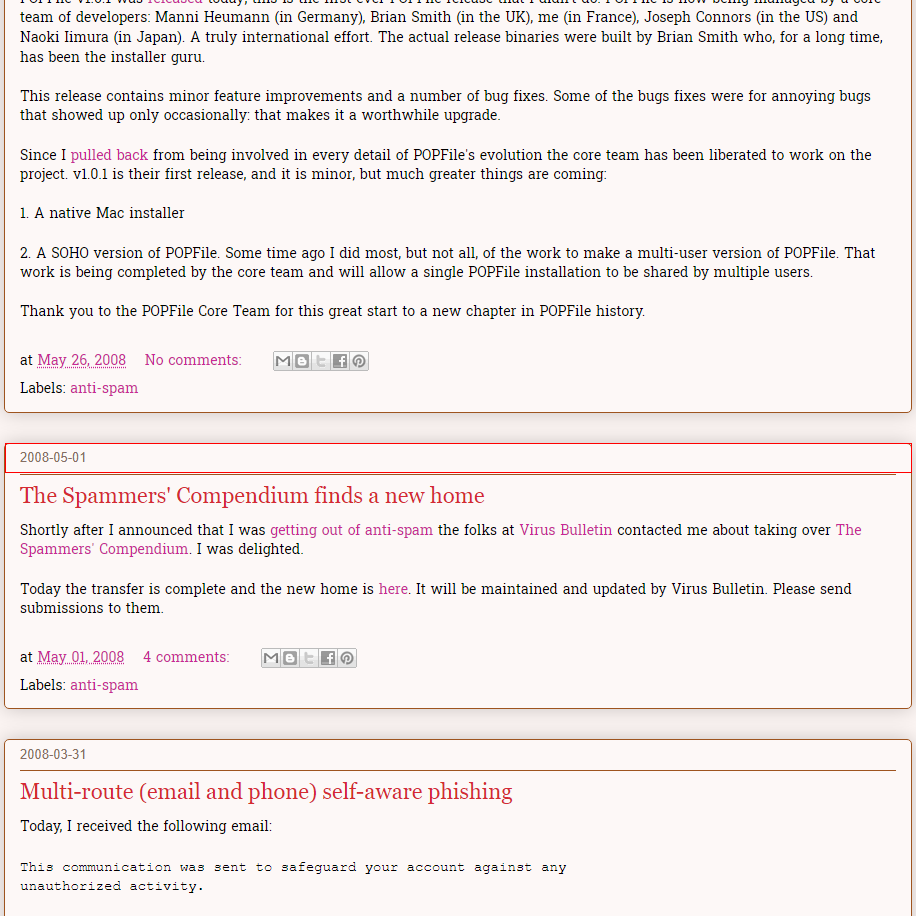 POPFile v1.0.1 was released today; this is the first ever POPFile release that I didn't do. POPFile is now being managed by a core
team of developers: Manni Heumann (in Germany), Brian Smith (in the UK), me (in France), Joseph Connors (in the US) and
Naoki Iimura (in Japan). A truly international effort. The actual release binaries were built by Brian Smith who, for a long time,
has been the installer guru.
This release contains minor feature improvements and a number of bug fixes. Some of the bugs fixes were for annoying bugs
that showed up only occasionally: that makes it a worthwhile upgrade.
Since I pulled back from being involved in every detail of POPFile's evolution the core team has been liberated to work on the
project. v1.0.1 is their first release, and it is minor, but much greater things are coming:
1. A native Mac installer
2. A SOHO version of POPFile. Some time ago I did most, but not all, of the work to make a multi-user version of POPFile. That
work is being completed by the core team and will allow a single POPFile installation to be shared by multiple users.
Thank you to the POPFile Core Team for this great start to a new chapter in POPFile history.
at May 26, 2008 No comments:
Labels: anti-spam
2008-05-01
The Spammers' Compendium finds a new home
Shortly after I announced that I was getting out of anti-spam the folks at Virus Bulletin contacted me about taking over The
Spammers' Compendium. I was delighted.
Today the transfer is complete and the new home is here. It will be maintained and updated by Virus Bulletin. Please send
submissions to them.
at May 01, 2008 4 comments:
Labels: anti-spam
2008-03-31
Multi-route (email and phone) self-aware phishing
Today, I received the following email:
This communication was sent to safeguard your account against any
unauthorized activity.